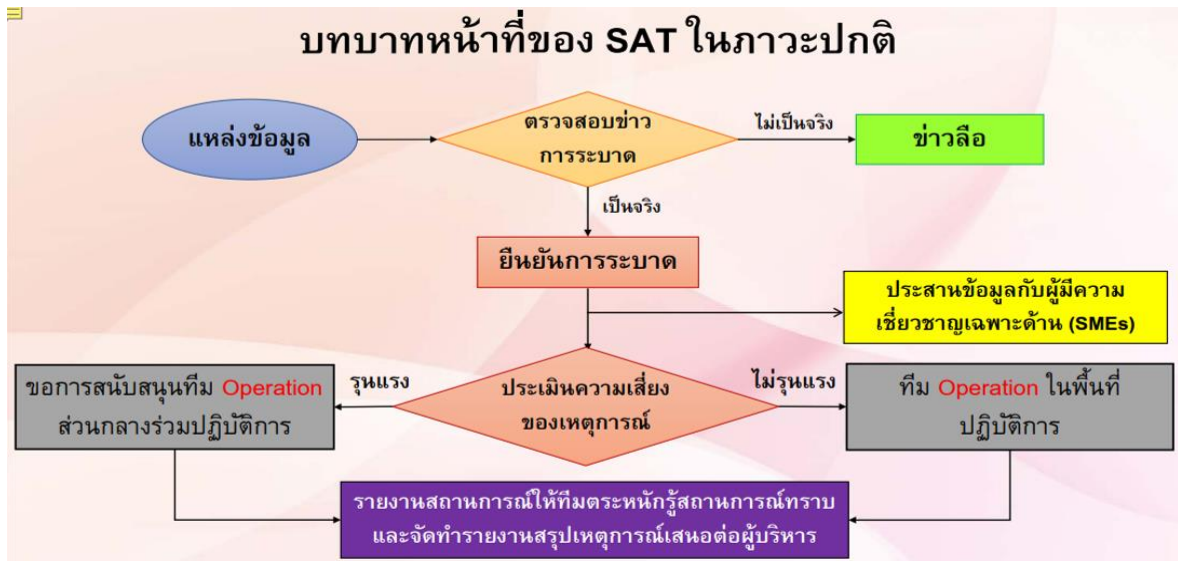 บทบาทหน้าที่ของ SAT ในภาวะปกติ
แหล่งข้อมูล
ตรวจสอบข่าว
การระบาด
ไม่เป็นจริง
ข่าวลือ
เป็นจริง
ยืนยันการระบาด
ประสานข้อมูลกับผู้มีความ
เชี่ยวชาญเฉพาะด้าน (SMEs)
ขอการสนับสนุนทีม Operation
ส่วนกลางร่วมปฏิบัติการ
รุนแรง
ประเมินความเสี่ยง
ของเหตุการณ์
ไม่รุนแรง
ทีม Operation ในพื้นที่
ปฏิบัติการ
รายงานสถานการณ์ให้ทีมตระหนักรู้สถานการณ์ทราบ
และจัดทำรายงานสรุปเหตุการณ์เสนอต่อผู้บริหาร